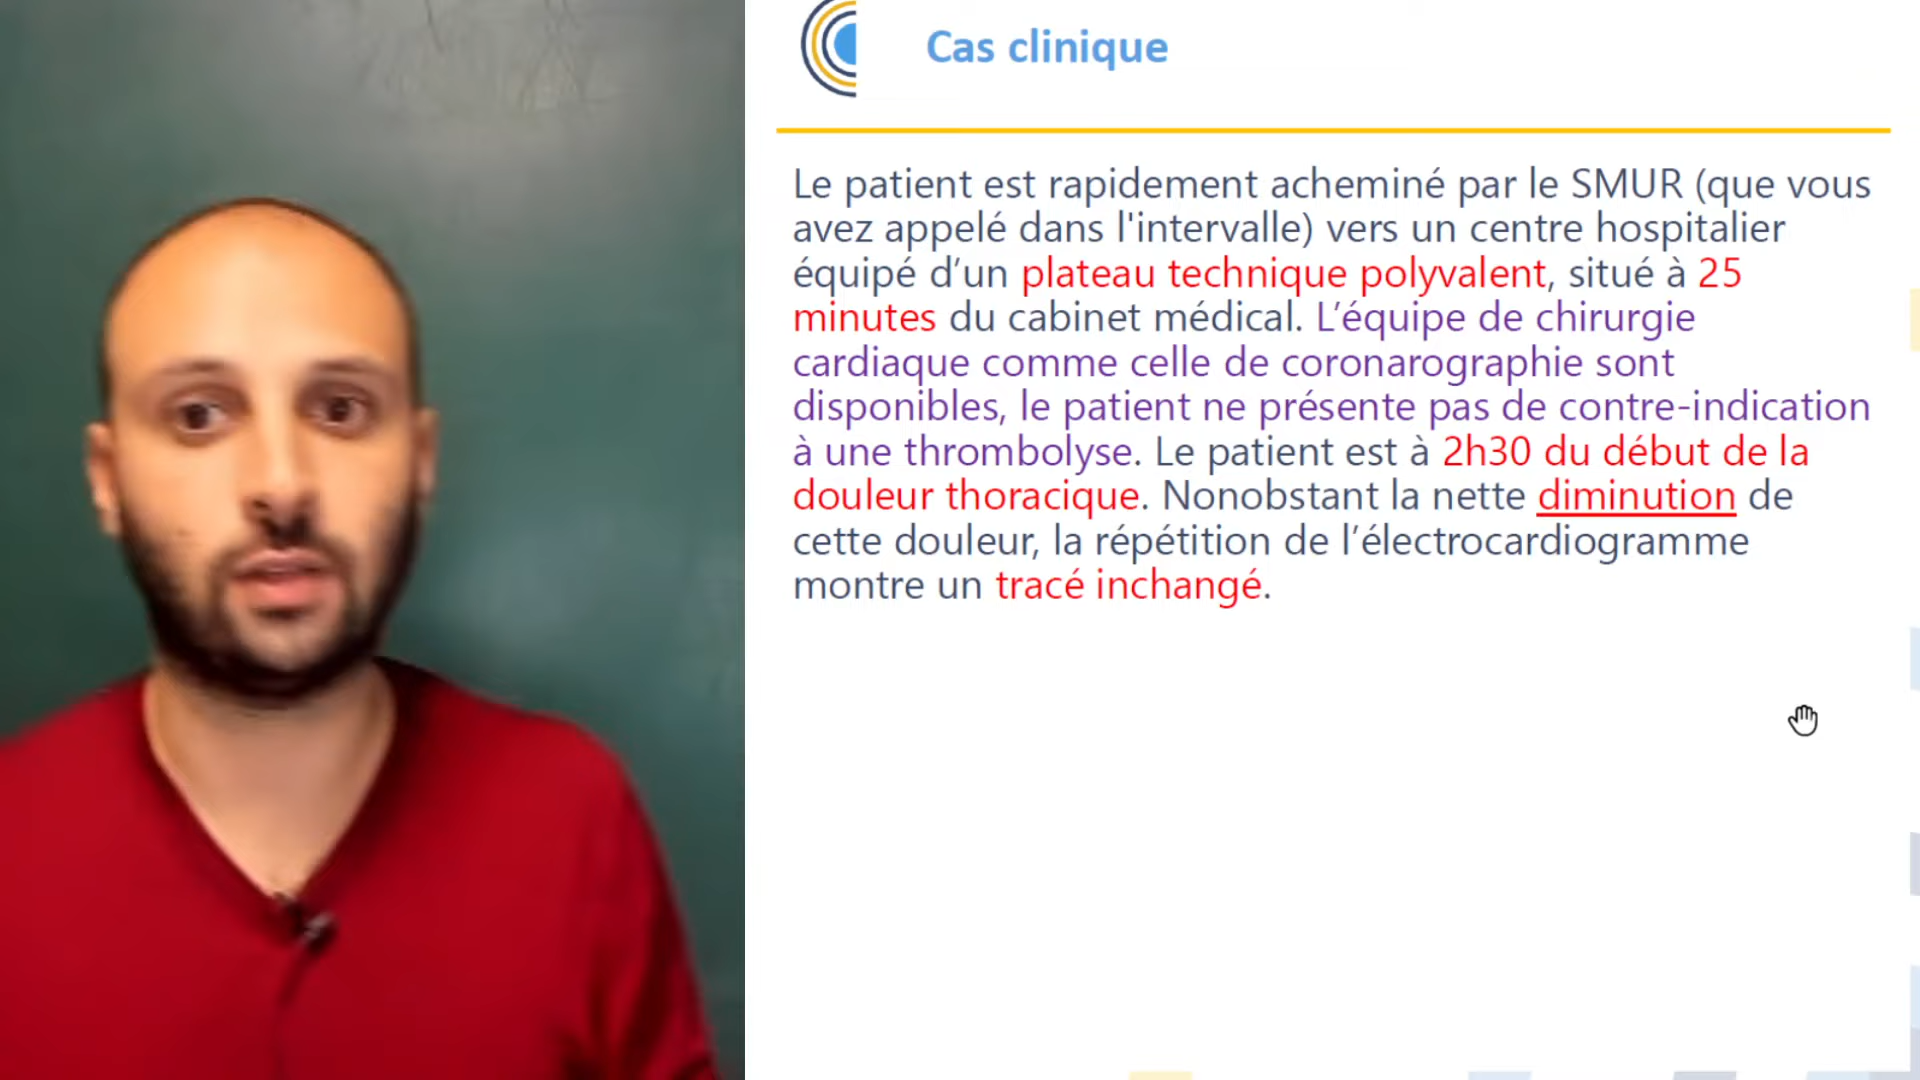 Cas clinique
Le patient est rapidement acheminé par le SMUR (que vous
avez appelé dans l'intervalle) vers un centre hospitalier
équipé d’un plateau technique polyvalent, situé à 25
minutes du cabinet médical. L’équipe de chirurgie
cardiaque comme celle de coronarographie sont
disponibles, le patient ne présente pas de contre-indication
à une thrombolyse. Le patient est à 2h30 du début de la
douleur thoracique. Nonobstant la nette diminution de
cette douleur, la répétition de l’électrocardiogramme
montre un tracé inchangé.